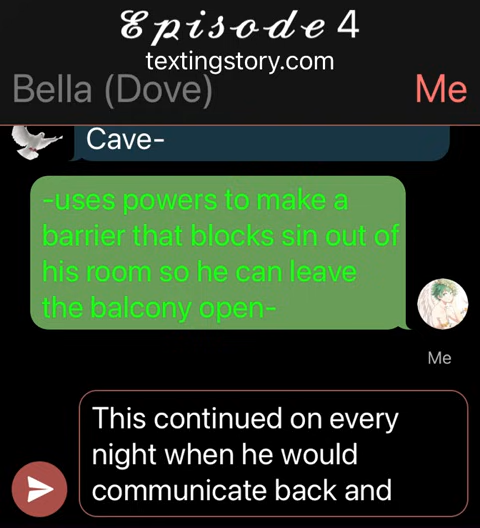 Episode 4
textingstory.com
Bella (Dove)
Me
Cave-
-uses powers to make a
barrier that blocks sin out of
his room so he can leave
the balcony open-
Me
This continued on every
night when he would
communicate back and